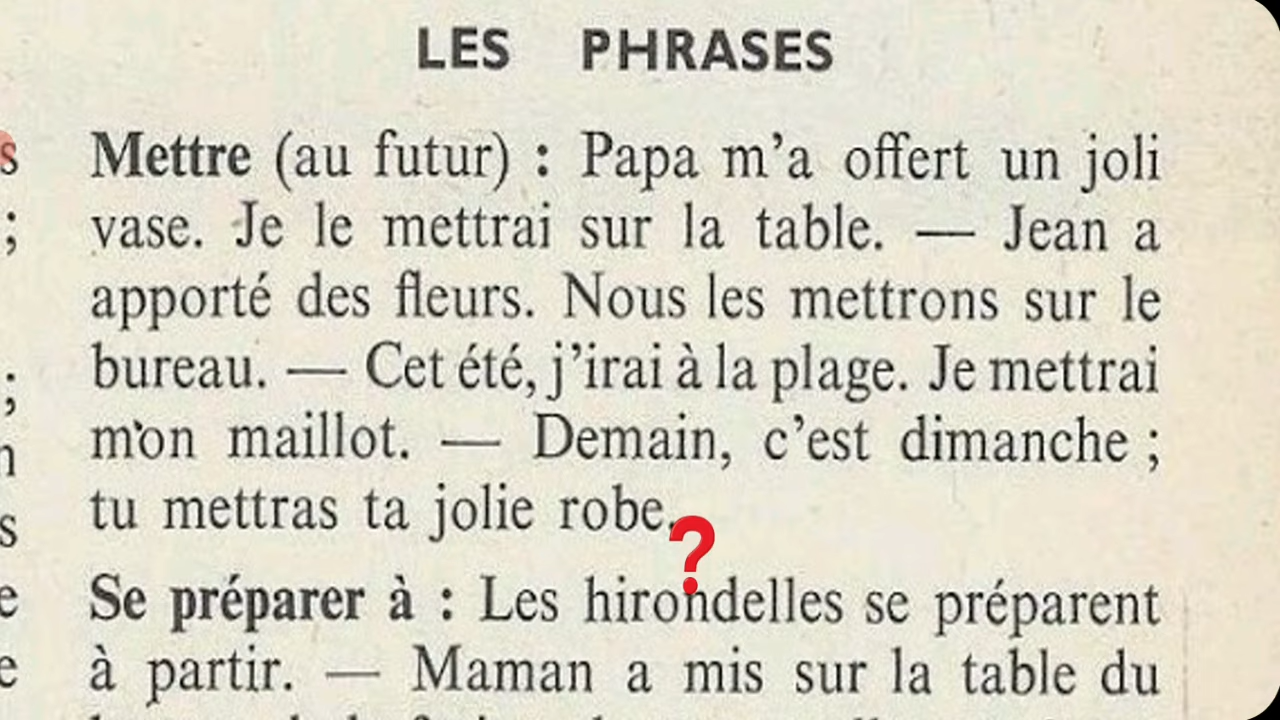 LES PHRASES
s Mettre (au futur) : Papa m'a offert un joli
; vase. Je le mettrai sur la table. — Jean a
apporté des fleurs. Nous les mettrons sur le
; bureau. — Cet été, j'irai à la plage. Je mettrai
n mon maillot. — Demain, c'est dimanche ;
s tu mettras ta jolie robe.
?
e Se préparer à : Les hirondelles se préparent
e à partir. — Maman a mis sur la table du